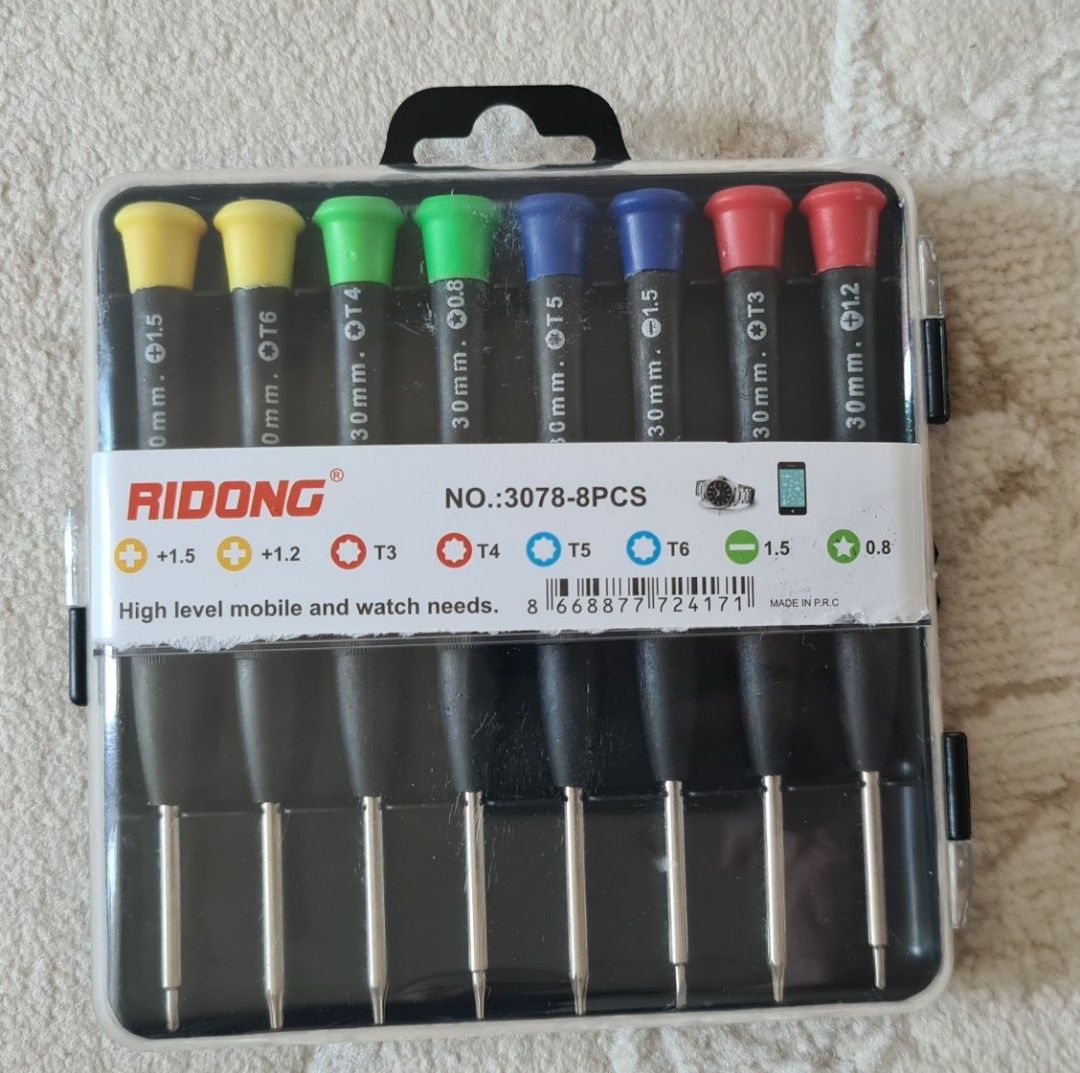 1.5
0mm.
T6
0mm.
T4
30mm.
0.8
30mm.
T5
30mm.
1.5
30mm.
T3
30mm.
1.2
30mm.
RIDONG®
NO.:3078-8PCS
+1.5 +1.2 T3 T4 T5 T6 1.5 0.8
High level mobile and watch needs.
8 668877 724171
MADE IN P.R.C